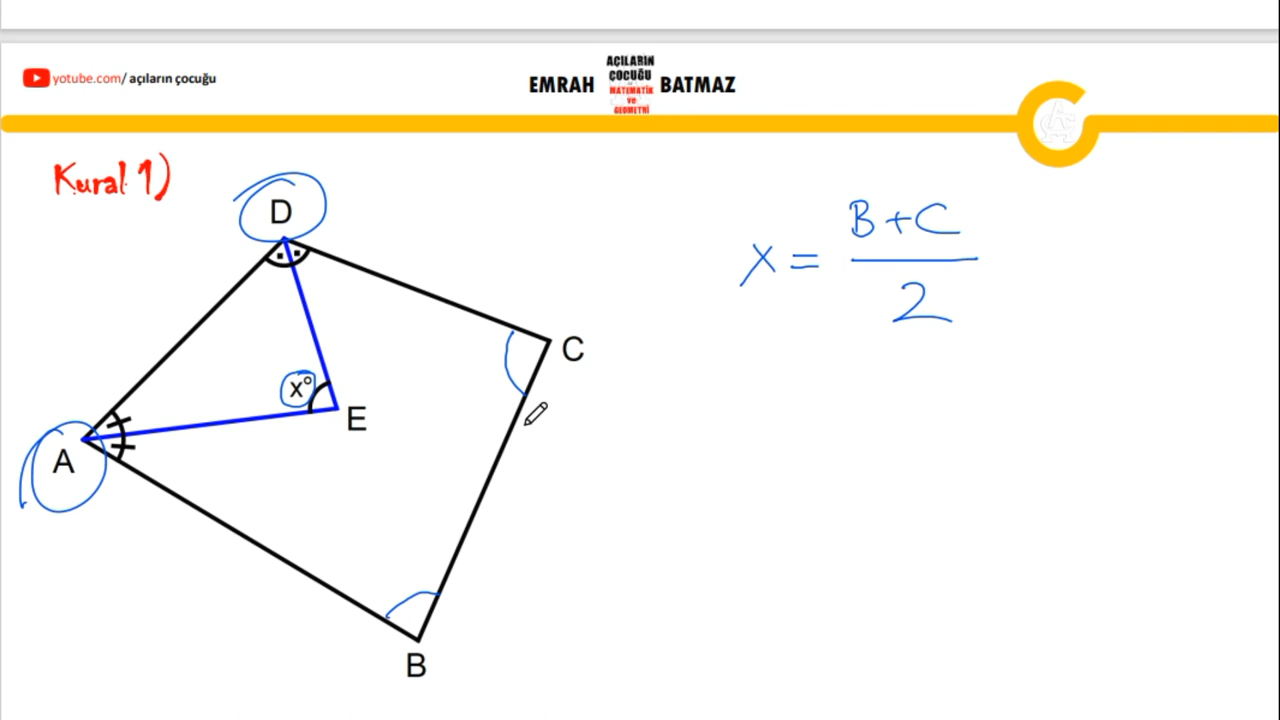 yotube.com/ açıların çocuğu
EMRAH
AÇILARIN
ÇOCUĞU
MATEMATİK
ve
GEOMETRİ
BATMAZ
Kural 1)
D
x = B+C
2
C
x°
E
A
B